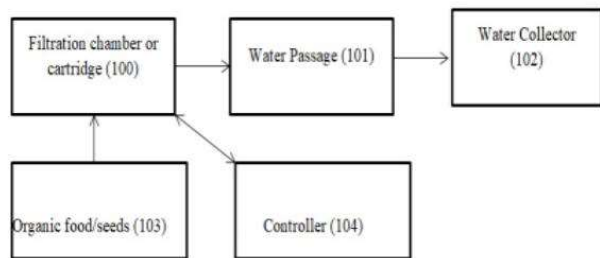 Filtration chamber or
cartridge (100)
Water Passage (101)
Water Collector
(102)
Organic food/seeds (103)
Controller (104)